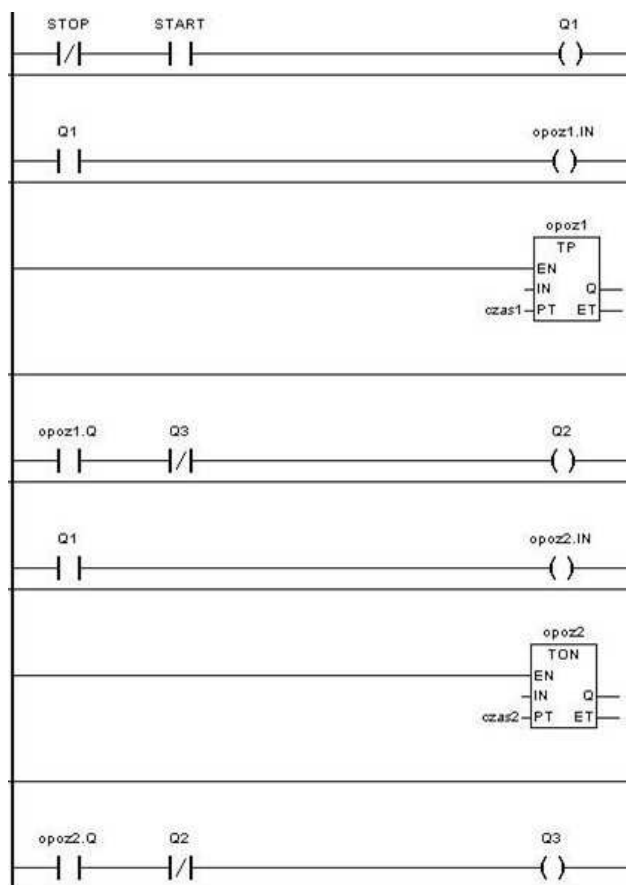 STOP START Q1
Q1 opoz1.IN
opoz1
TP
EN
IN Q
czas1 PT ET
opoz1.Q Q3 Q2
Q1 opoz2.IN
opoz2
TON
EN
IN Q
czas2 PT ET
opoz2.Q Q2 Q3